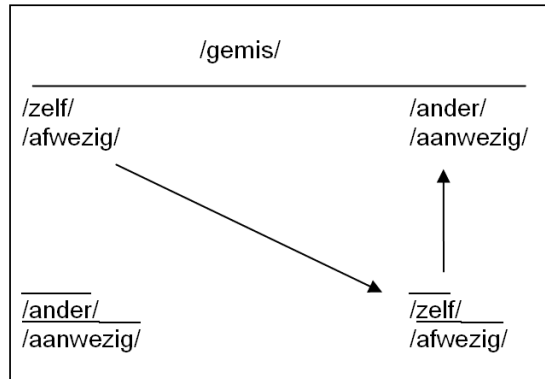 /gemis/
/zelf/ /ander/
/afwezig/ /aanwezig/
/ander/ /zelf/
/aanwezig/ /afwezig/